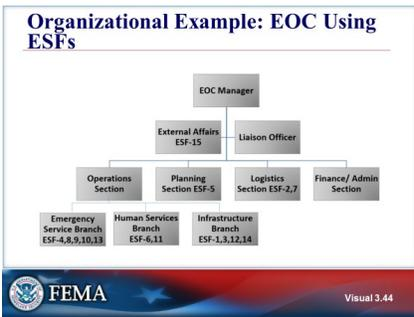 Organizational Example: EOC Using
ESFs
EOC Manager
External Affairs
ESF-15
Liaison Officer
Operations
Section
Planning
Section ESF-5
Logistics
Section ESF-2,7
Finance/ Admin
Section
Emergency
Service Branch
ESF-4,8,9,10,13
Human Services
Branch
ESF-6,11
Infrastructure
Branch
ESF-1,3,12,14
FEMA
Visual 3.44